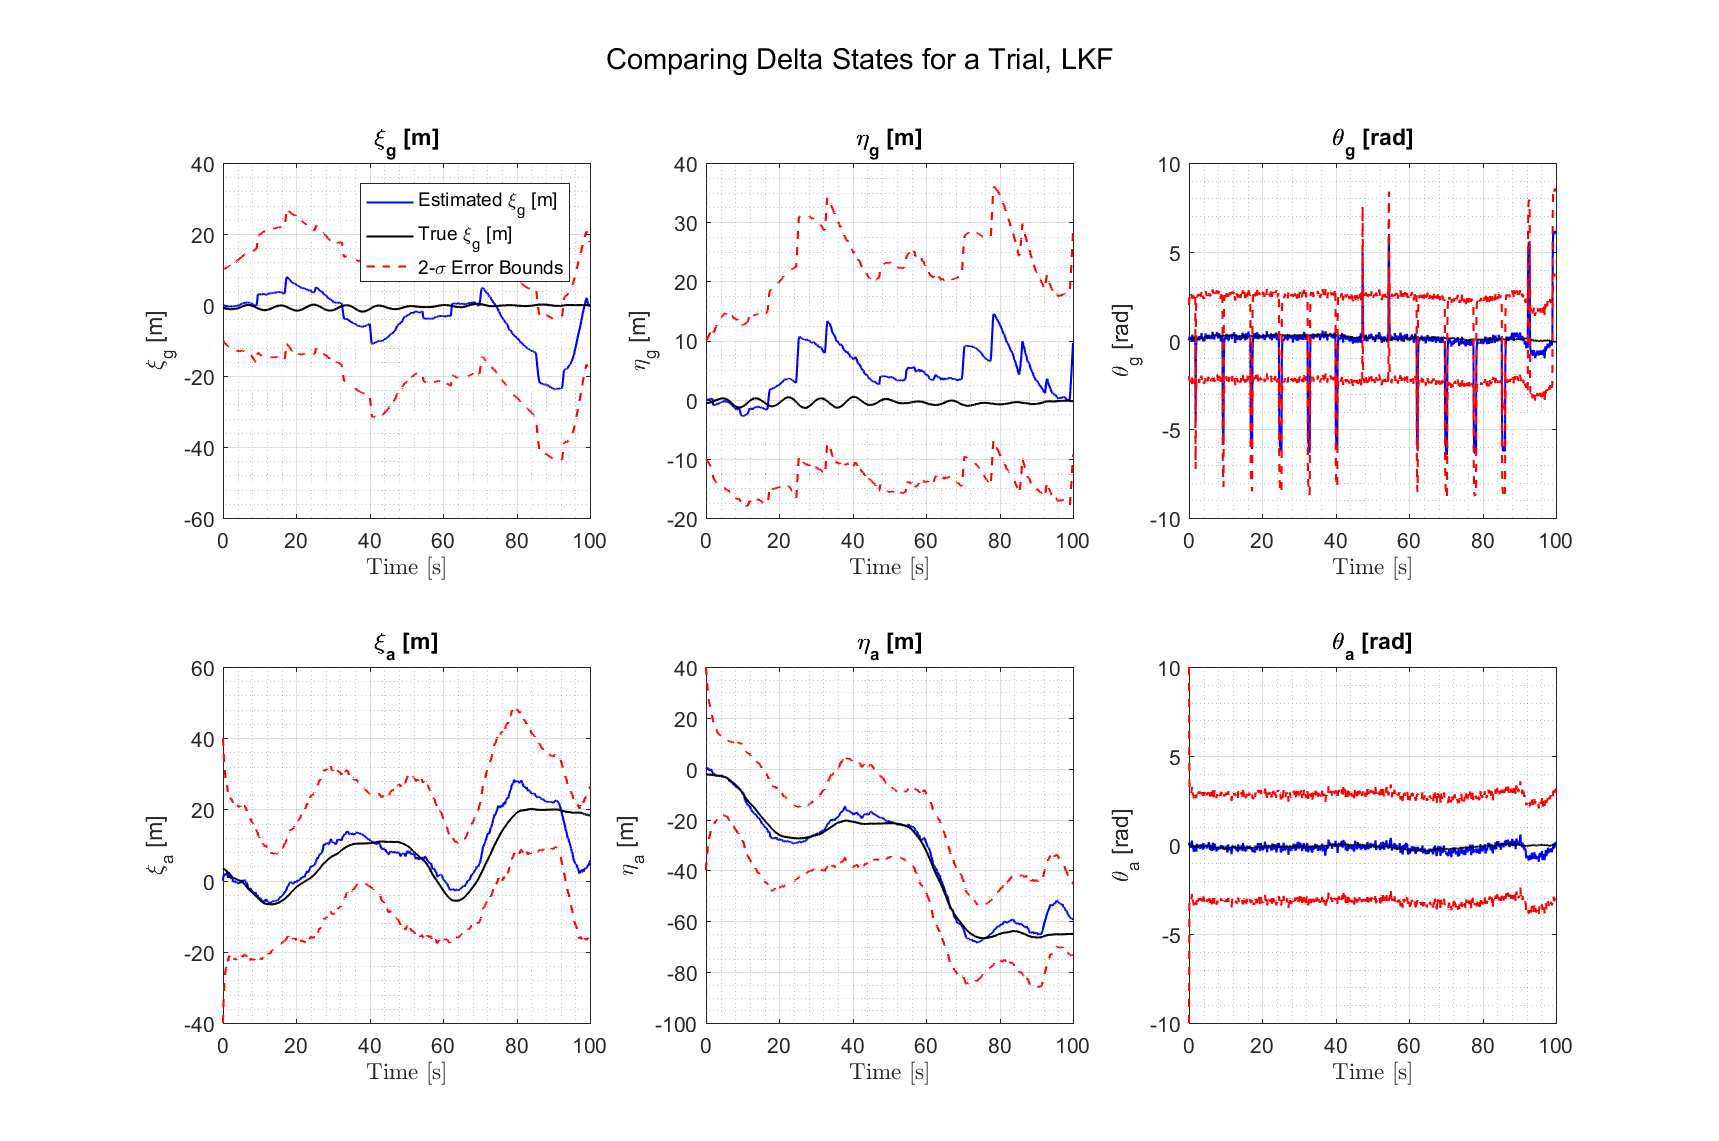 Comparing Delta States for a Trial, LKF
ξg [m]
ηg [m]
θg [rad]
40
20
0
-20
-40
-60
ξg [m]
Estimated ξg [m]
True ξg [m]
2-σ Error Bounds
0 20 40 60 80 100
Time [s]
40
30
20
10
0
-10
-20
ηg [m]
0 20 40 60 80 100
Time [s]
10
5
0
-5
-10
θg [rad]
0 20 40 60 80 100
Time [s]
ξa [m]
ηa [m]
θa [rad]
60
40
20
0
-20
-40
ξa [m]
0 20 40 60 80 100
Time [s]
40
20
0
-20
-40
-60
-80
-100
ηa [m]
0 20 40 60 80 100
Time [s]
10
5
0
-5
-10
θa [rad]
0 20 40 60 80 100
Time [s]